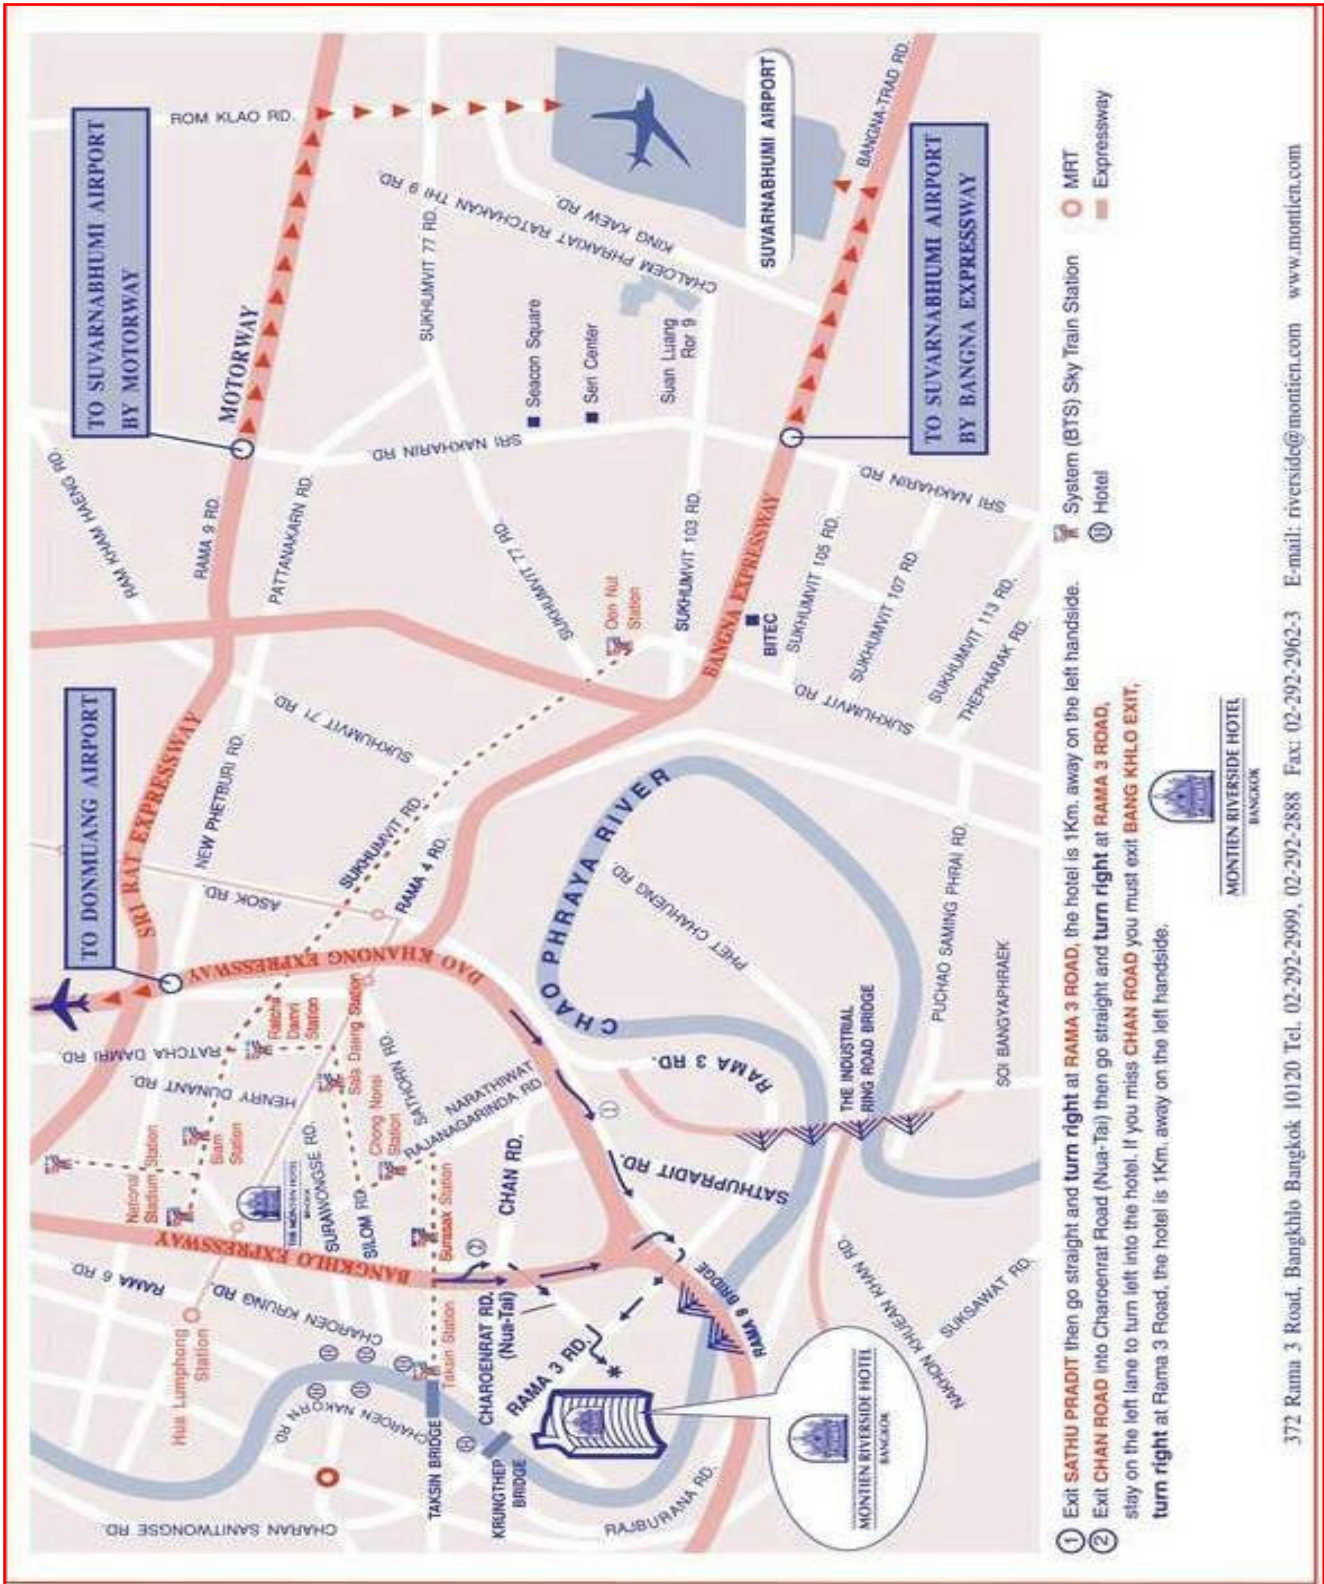 TO SUVARNABHUMI AIRPORT
BY MOTORWAY
ROM KLAO RD.
MOTORWAY
SUKHUMVIT 77 RD.
CHALOEM PHRAKIAT RATCHAKAN THI 9 RD.
KING KAEW RD.
SUVARNABHUMI AIRPORT
BANGNA-TRAD RD.
TO SUVARNABHUMI AIRPORT
BY BANGNA EXPRESSWAY
Seacon Square
Seri Center
Suan Luang
Ror 9
RAM KHAM HAENG RD.
RAMA 9 RD.
PATTANAKARN RD.
SRI NAKHARIN RD.
SUKHUMVIT 77 RD.
SUKHUMVIT 103 RD.
BANGNA EXPRESSWAY
SRI NAKHARIN RD.
On Nut
Station
BITEC
SUKHUMVIT 105 RD.
SUKHUMVIT 107 RD
SUKHUMVIT 113 RD.
THEPHARAK RD.
SUKHUMVIT RD.
TO DONMUANG AIRPORT
SRI RAT EXPRESSWAY
NEW PHETBURI RD.
SUKHUMVIT 71 RD.
ASOK RD.
SUKHUMVIT RD.
RAMA 4 RD.
DAO KHANONG EXPRESSWAY
CHAO PHRAYA RIVER
PHET CHAHUENG RD.
PUCHAO SAMING PHRAI RD.
SOI BANGYAPHRAEK
THE INDUSTRIAL
RING ROAD BRIDGE
RAMA 3 RD.
RATCHA DAMRI RD.
HENRY DUNANT RD.
Ratcha
Damri
Station
Sala Daeng Station
Chong Nonsi
Station
SATHORN RD.
NARATHIWAT
RAJANAGARINDA RD.
National
Stadium Station
Siam
Station
THE MONTIEN HOTEL
SURAWONGSE RD.
SILOM RD.
Surasak Station
CHAN RD.
SATHUPRADIT RD.
1
2
BANGKHLO EXPRESSWAY
RAMA 6 RD.
Hua Lumphong
Station
CHAROEN KRUNG RD.
CHAROEN NAKORN RD.
Taksin Station
TAKSIN BRIDGE
CHAROENRAT RD.
(Nua-Tai)
RAMA 3 RD.
KRUNGTHEP
BRIDGE
RAMA 9 BRIDGE
NAKHON KHUEAN KHAN RD.
SUKSAWAT RD.
RAJBURANA RD.
CHARAN SANITWONGSE RD.
MONTIEN RIVERSIDE HOTEL
BANGKOK
1 Exit SATHU PRADIT then go straight and turn right at RAMA 3 ROAD, the hotel is 1Km. away on the left handside.
2 Exit CHAN ROAD into Charoenrat Road (Nua-Tai) then go straight and turn right at RAMA 3 ROAD,
stay on the left lane to turn left into the hotel. If you miss CHAN ROAD you must exit BANG KHLO EXIT,
turn right at Rama 3 Road, the hotel is 1Km. away on the left handside.
System (BTS) Sky Train Station
MRT
H Hotel
Expressway
MONTIEN RIVERSIDE HOTEL
BANGKOK
372 Rama 3 Road, Bangkhlo Bangkok 10120 Tel. 02-292-2999, 02-292-2888 Fax: 02-292-2962-3 E-mail: riverside@montien.com www.montien.com